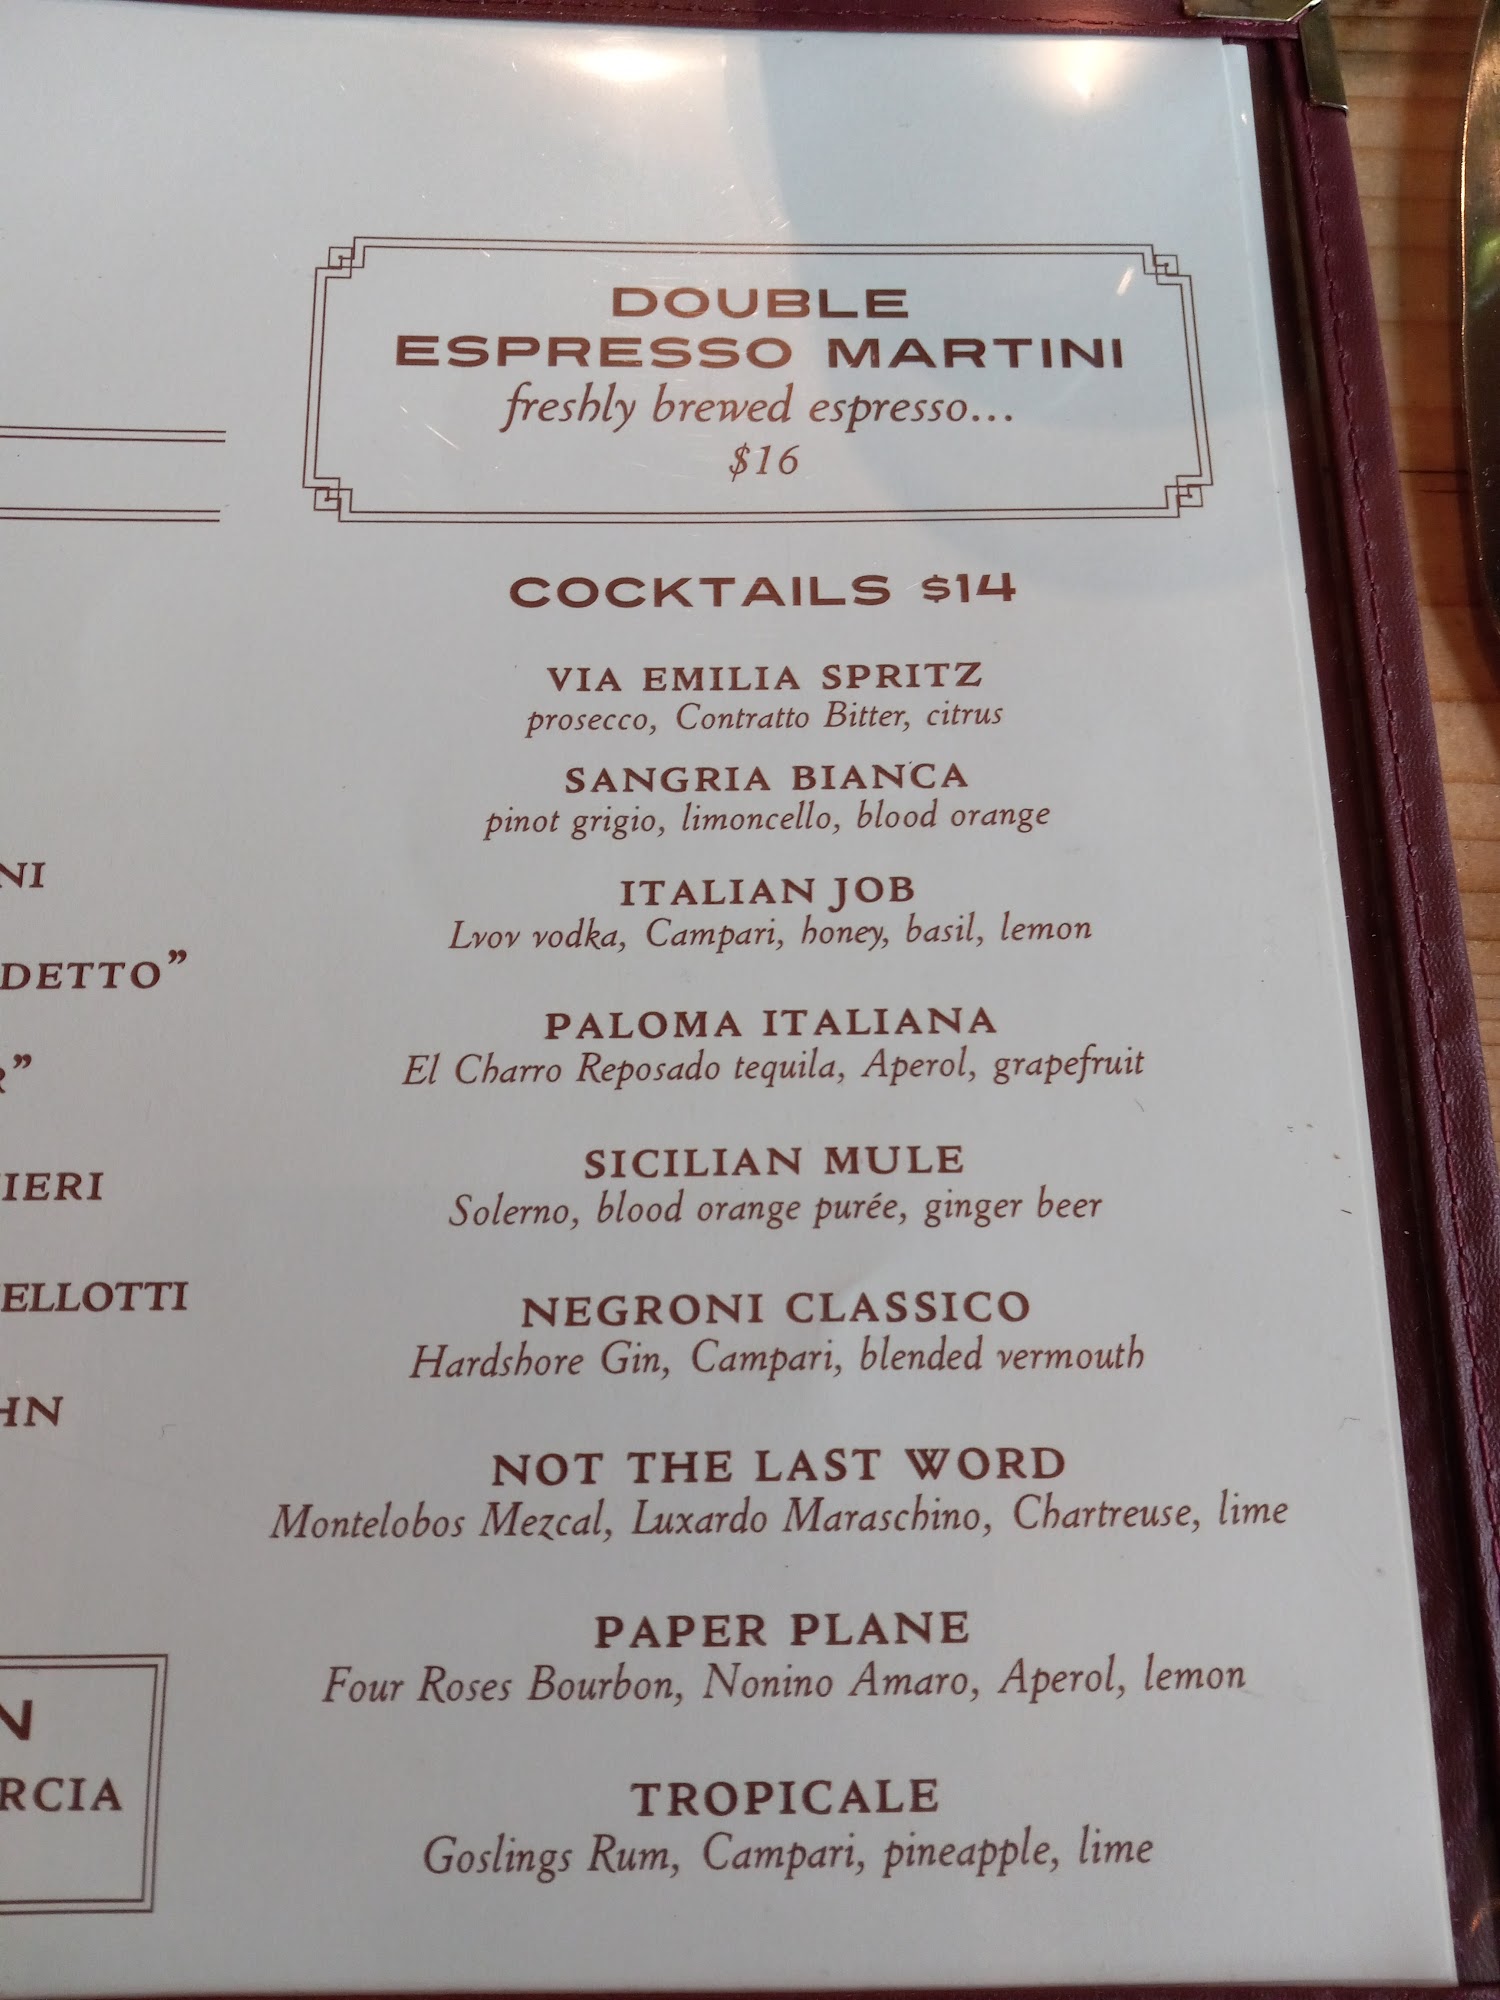 DOUBLE
ESPRESSO MARTINI
freshly brewed espresso...
$16
COCKTAILS $14
VIA EMILIA SPRITZ
prosecco, Contratto Bitter, citrus
SANGRIA BIANCA
pinot grigio, limoncello, blood orange
ITALIAN JOB
Lvov vodka, Campari, honey, basil, lemon
PALOMA ITALIANA
El Charro Reposado tequila, Aperol, grapefruit
SICILIAN MULE
Solerno, blood orange purée, ginger beer
NEGRONI CLASSICO
Hardshore Gin, Campari, blended vermouth
NOT THE LAST WORD
Montelobos Mezcal, Luxardo Maraschino, Chartreuse, lime
PAPER PLANE
Four Roses Bourbon, Nonino Amaro, Aperol, lemon
TROPICALE
Goslings Rum, Campari, pineapple, lime
NI
DETTO”
R”
IERI
ELLOTTI
HN
N
RCIA